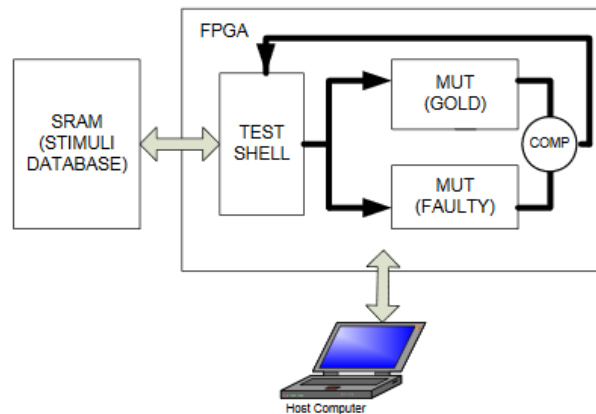 FPGA
SRAM
(STIMULI
DATABASE)
TEST
SHELL
MUT
(GOLD)
COMP
MUT
(FAULTY)
Host Computer